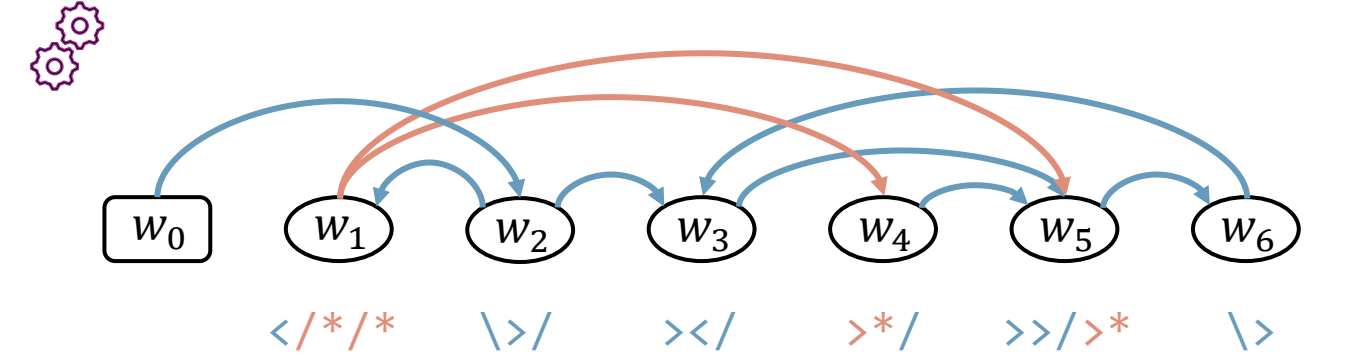 w₀ w₁ w₂ w₃ w₄ w₅ w₆
</*/* \>/ ></ >*/ >>/>* \>